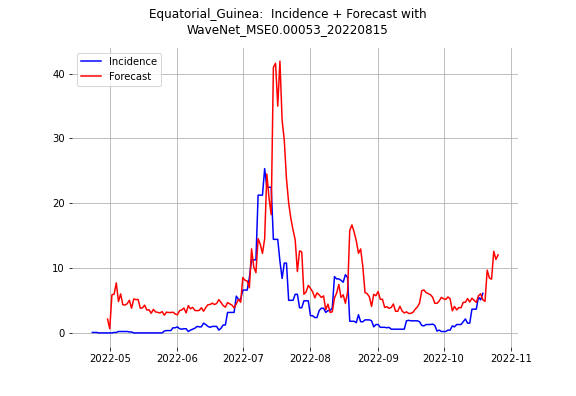 Equatorial_Guinea:  Incidence + Forecast with
WaveNet_MSE0.00053_20220815
Incidence
Forecast
40
30
20
10
0
2022-05 2022-06 2022-07 2022-08 2022-09 2022-10 2022-11